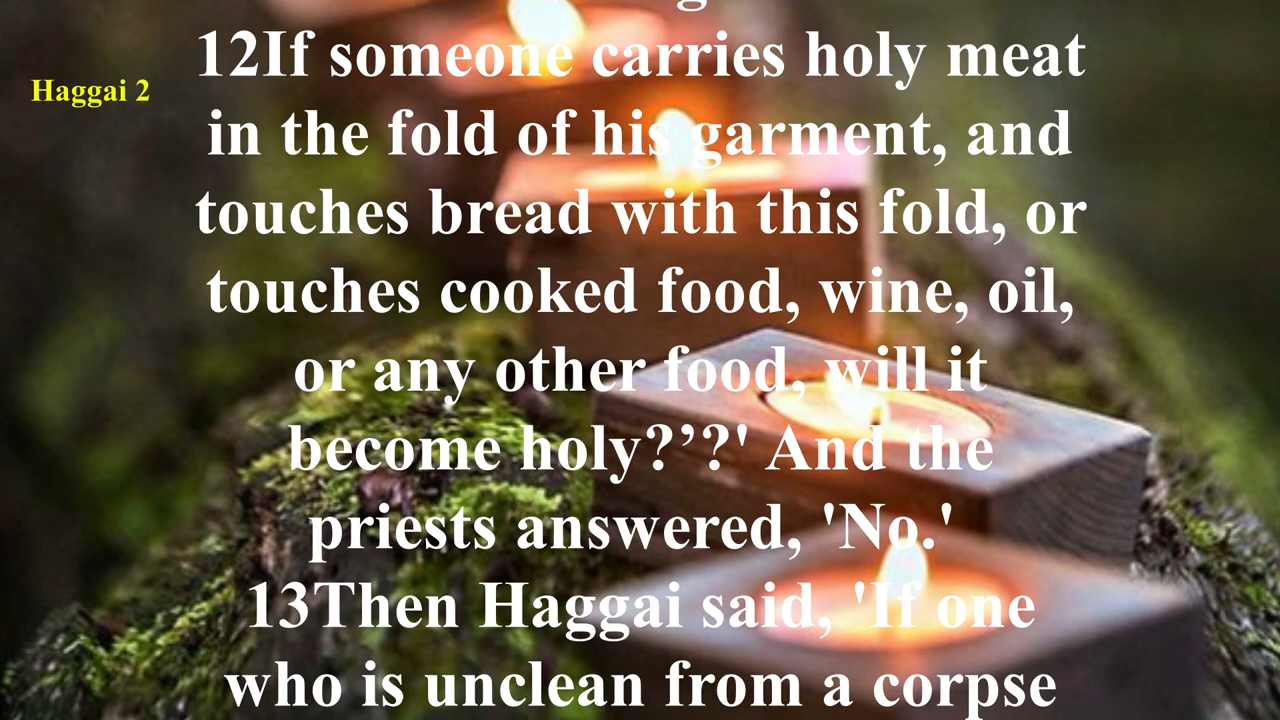 Haggai 2
12If someone carries holy meat
in the fold of his garment, and
touches bread with this fold, or
touches cooked food, wine, oil,
or any other food, will it
become holy?’?' And the
priests answered, 'No.'
13Then Haggai said, 'If one
who is unclean from a corpse